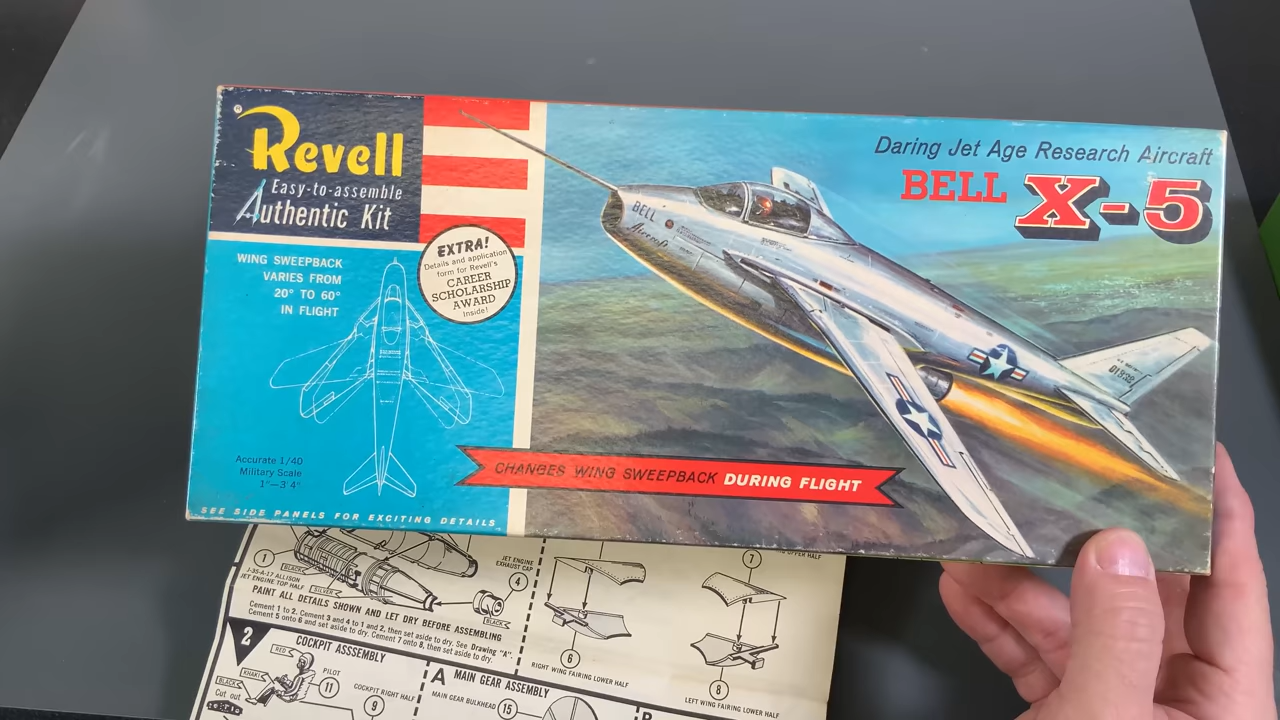 Revell
®
Easy-to-assemble
Authentic Kit
WING SWEEPBACK
VARIES FROM
20° TO 60°
IN FLIGHT
EXTRA!
Details and application
form for Revell's
CAREER
SCHOLARSHIP
AWARD
Inside!
Accurate 1/40
Military Scale
1"—3'4"
SEE SIDE PANELS FOR EXCITING DETAILS
Daring Jet Age Research Aircraft
BELL X-5
BELL
Aircraft
CHANGES WING SWEEPBACK DURING FLIGHT
1
BLACK
J-35-A-17 ALLISON
JET ENGINE TOP HALF
SILVER
JET ENGINE
EXHAUST CAP
4
BLACK
PAINT ALL DETAILS SHOWN AND LET DRY BEFORE ASSEMBLING
Cement 1 to 2. Cement 3 and 4 to 1 and 2, then set aside to dry. See Drawing "A".
Cement 5 onto 6 and set aside to dry. Cement 7 onto 8, then set aside to dry.
6
RIGHT WING FAIRING LOWER HALF
UPPER HALF
7
8
LEFT WING FAIRING LOWER HALF
2
COCKPIT ASSSEMBLY
RED
PILOT
11
KHAKI
BLACK
Cut out
COCKPIT RIGHT HALF
9
A MAIN GEAR ASSEMBLY
MAIN GEAR BULKHEAD
15